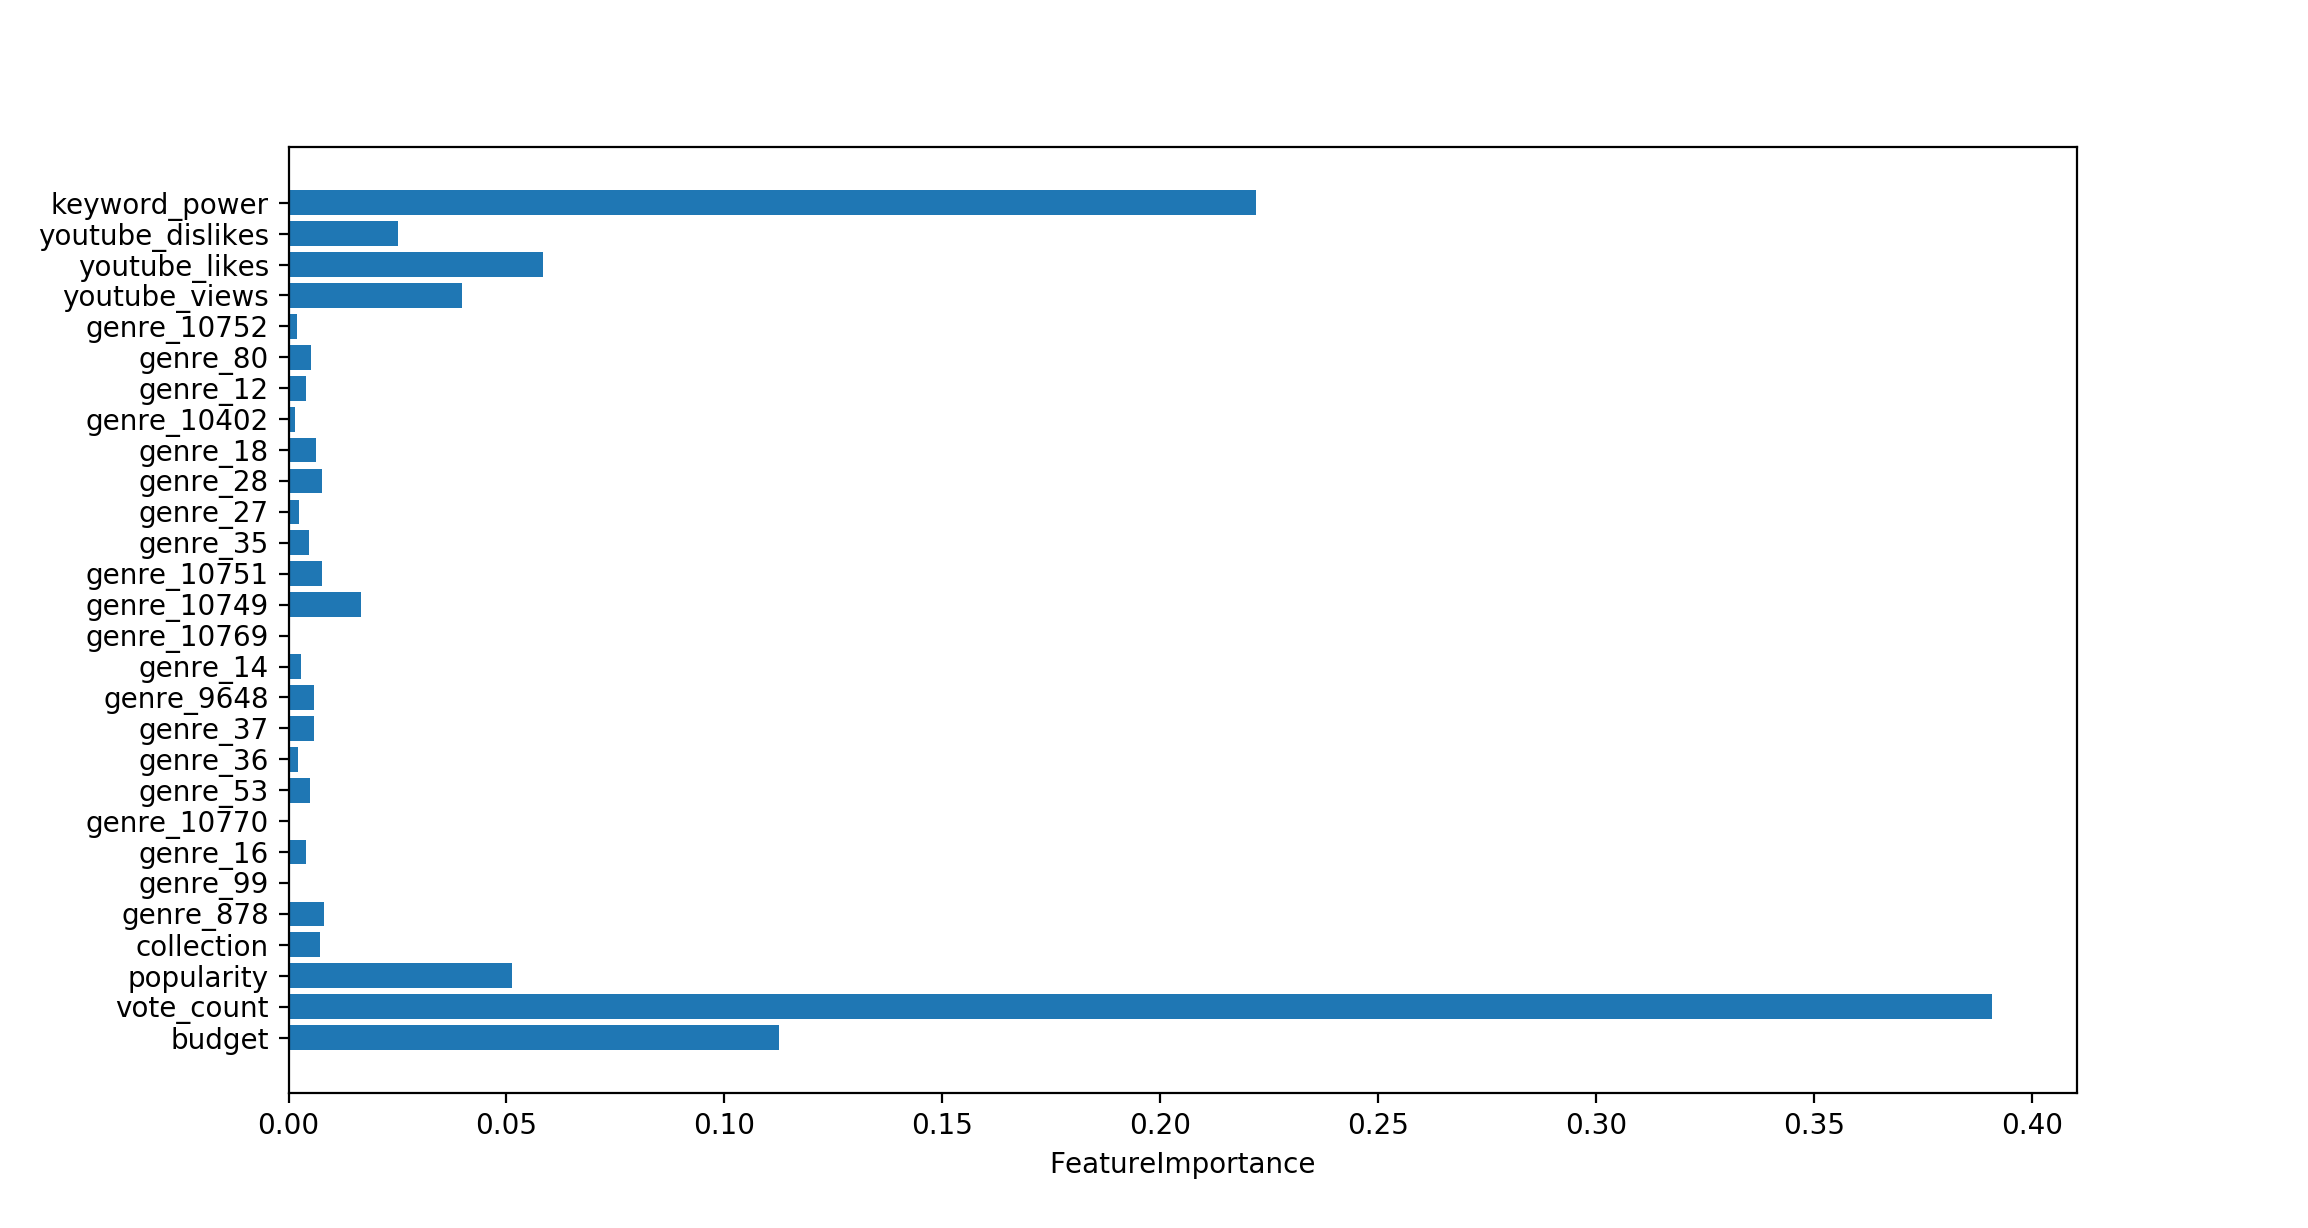 keyword_power
youtube_dislikes
youtube_likes
youtube_views
genre_10752
genre_80
genre_12
genre_10402
genre_18
genre_28
genre_27
genre_35
genre_10751
genre_10749
genre_10769
genre_14
genre_9648
genre_37
genre_36
genre_53
genre_10770
genre_16
genre_99
genre_878
collection
popularity
vote_count
budget
0.00 0.05 0.10 0.15 0.20 0.25 0.30 0.35 0.40
FeatureImportance